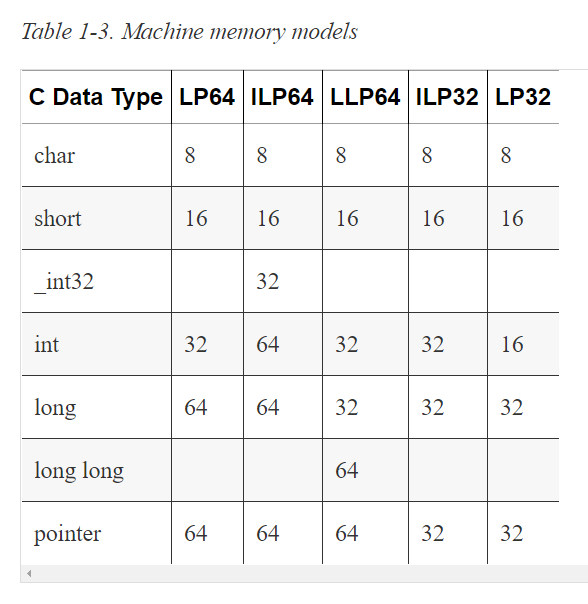 Table 1-3. Machine memory models
C Data Type LP64 ILP64 LLP64 ILP32 LP32
char 8 8 8 8 8
short 16 16 16 16 16
_int32 32
int 32 64 32 32 16
long 64 64 32 32 32
long long 64
pointer 64 64 64 32 32